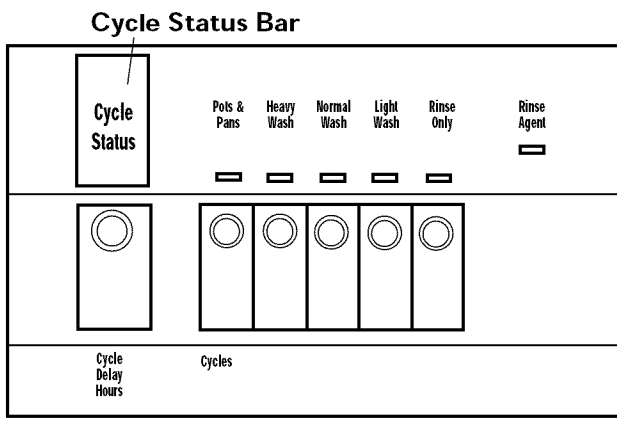 Cycle Status Bar
Cycle
Status
Pots &
Pans
Heavy
Wash
Normal
Wash
Light
Wash
Rinse
Only
Rinse
Agent
Cycle
Delay
Hours
Cycles